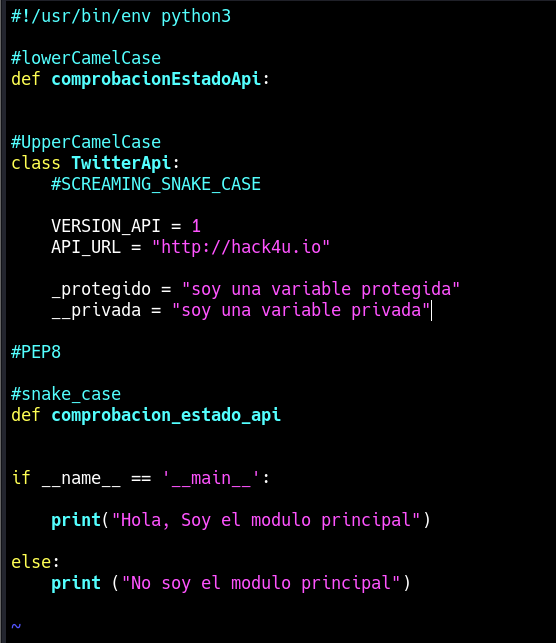 #!/usr/bin/env python3
#lowerCamelCase
def comprobacionEstadoApi:
#UpperCamelCase
class TwitterApi:
#SCREAMING_SNAKE_CASE
VERSION_API = 1
API_URL = "http://hack4u.io"
_protegido = "soy una variable protegida"
__privada = "soy una variable privada"
#PEP8
#snake_case
def comprobacion_estado_api
if __name__ == '__main__':
print("Hola, Soy el modulo principal")
else:
print ("No soy el modulo principal")
~